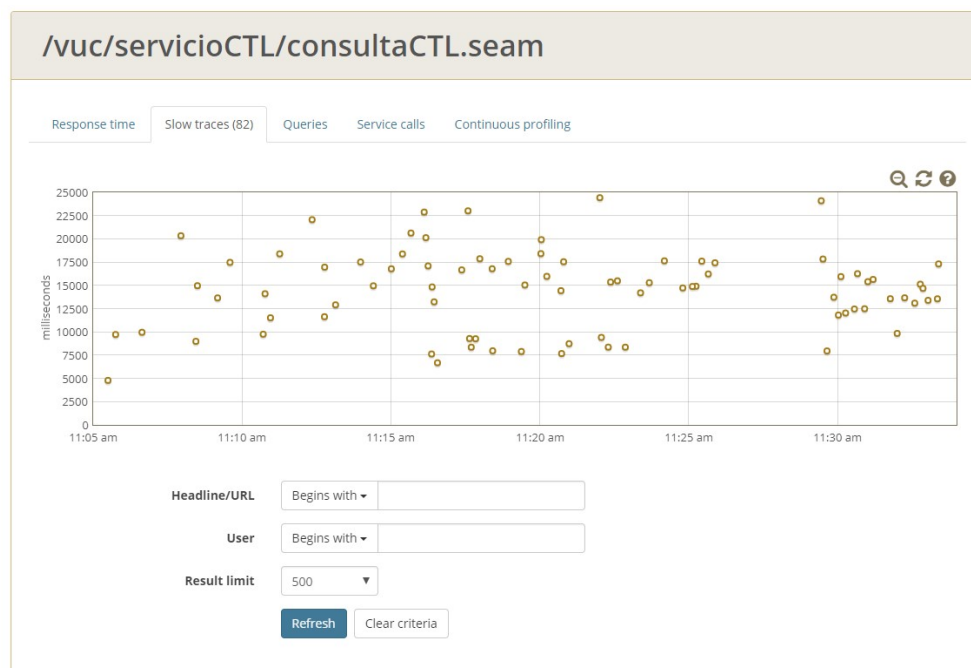 /vuc/servicioCTL/consultaCTL.seam
Response time Slow traces (82) Queries Service calls Continuous profiling
milliseconds
25000
22500
20000
17500
15000
12500
10000
7500
5000
2500
0
11:05 am 11:10 am 11:15 am 11:20 am 11:25 am 11:30 am
Headline/URL Begins with
User Begins with
Result limit 500
Refresh Clear criteria